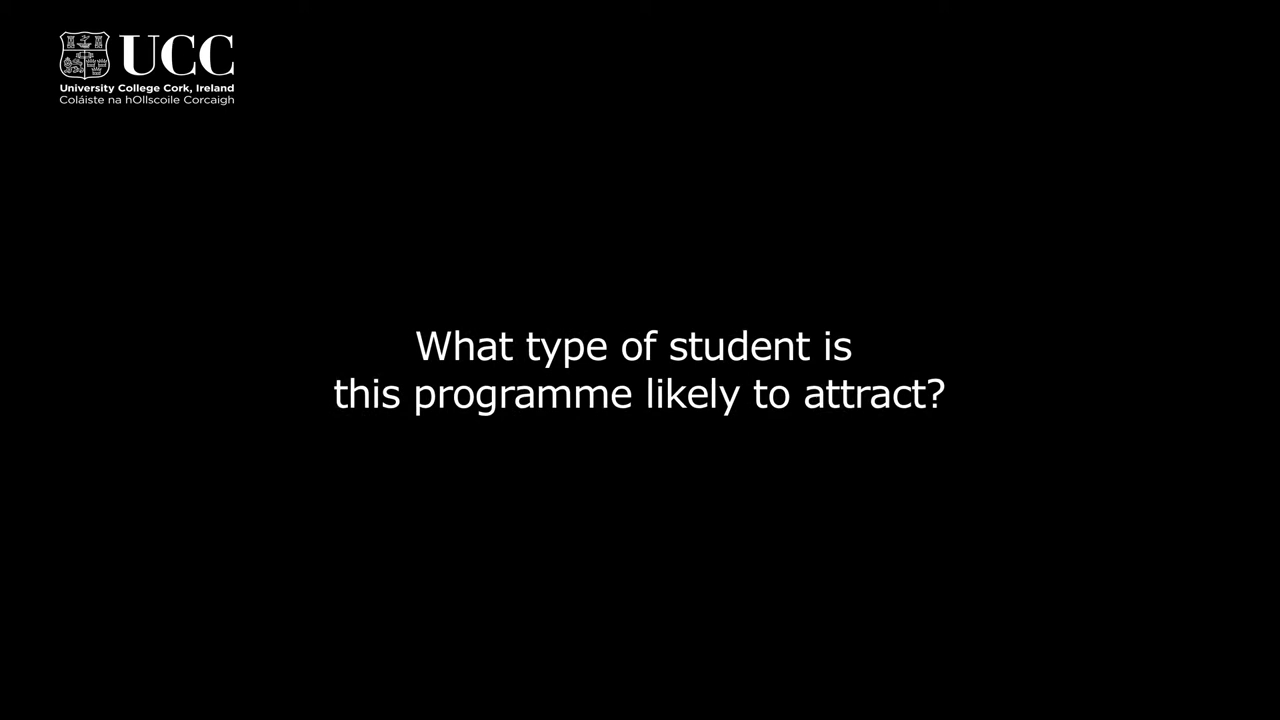 UCC
University College Cork, Ireland
Coláiste na hOllscoile Corcaigh
What type of student is
this programme likely to attract?